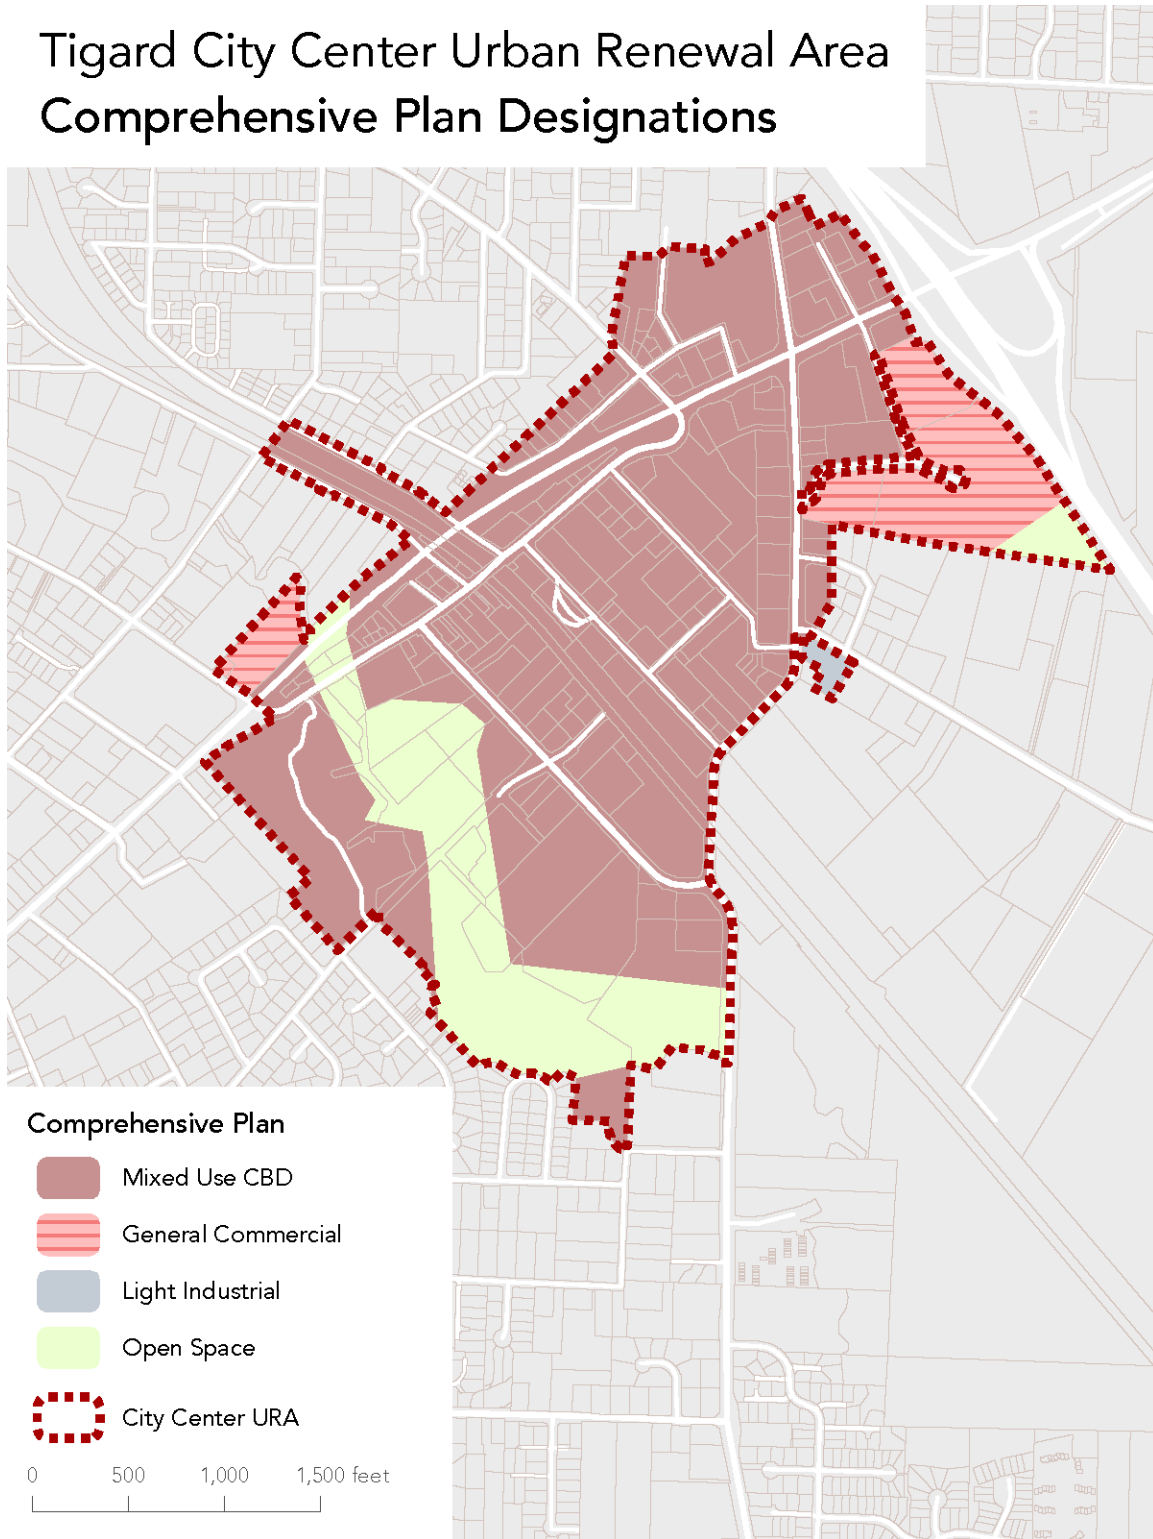 Tigard City Center Urban Renewal Area
Comprehensive Plan Designations
Comprehensive Plan
Mixed Use CBD
General Commercial
Light Industrial
Open Space
City Center URA
0 500 1,000 1,500 feet